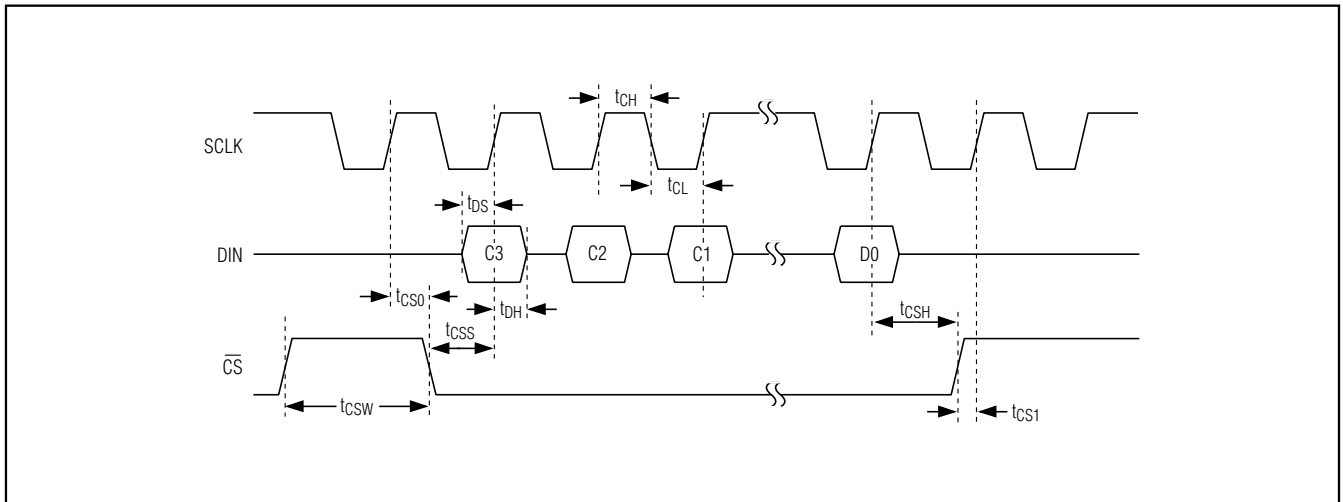 tCH
SCLK
tCL
tDS
DIN
C3
C2
C1
D0
tCS0
tDH
tCSH
tCSS
CS
tCSW
tCS1